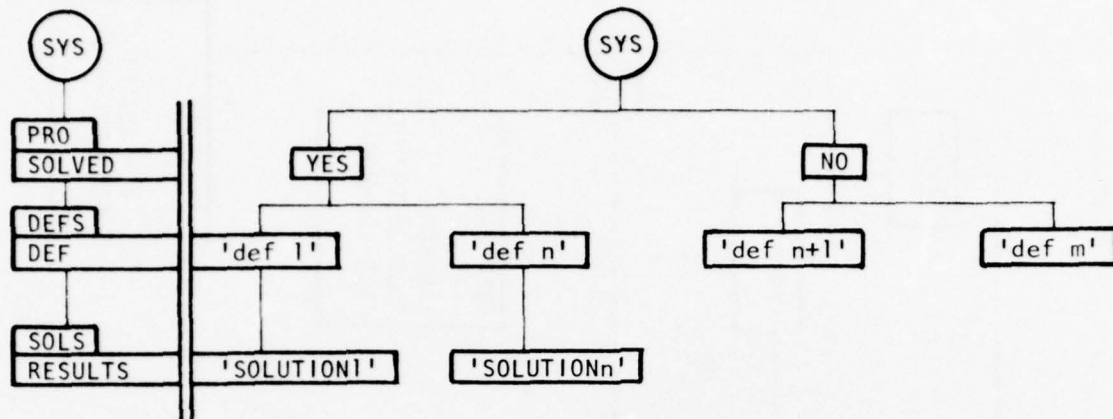 SYS
SYS
PRO
SOLVED
YES
NO
DEFS
DEF
'def 1'
'def n'
'def n+1'
'def m'
SOLS
RESULTS
'SOLUTION1'
'SOLUTIONn'